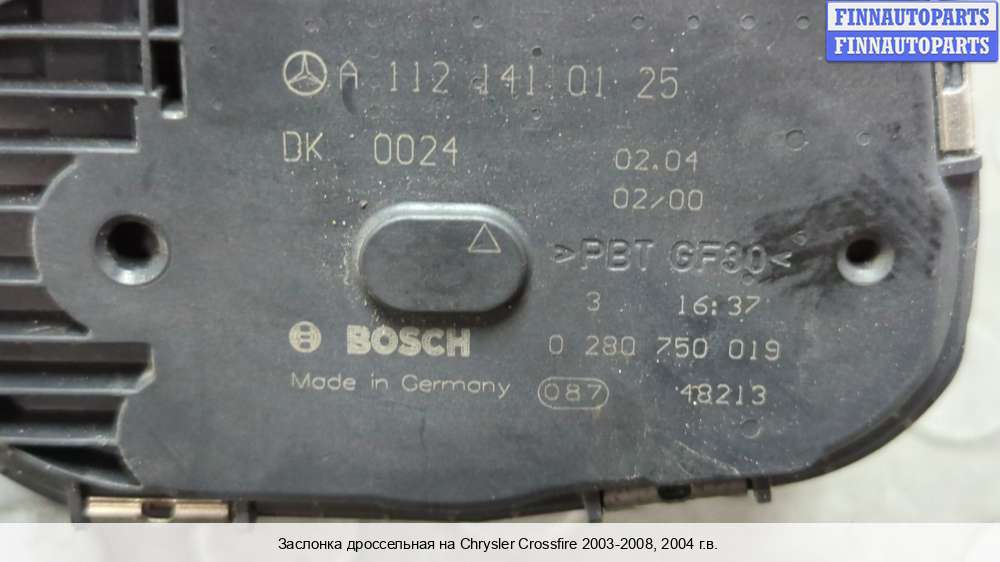 FINNAUTOPARTS
FINNAUTOPARTS
A 112 141 01 25
DK 0024
02.04
02/00
>PBT GF30<
3 16:37
BOSCH
0 280 750 019
Made in Germany
087
48213
Заслонка дроссельная на Chrysler Crossfire 2003-2008, 2004 г.в.